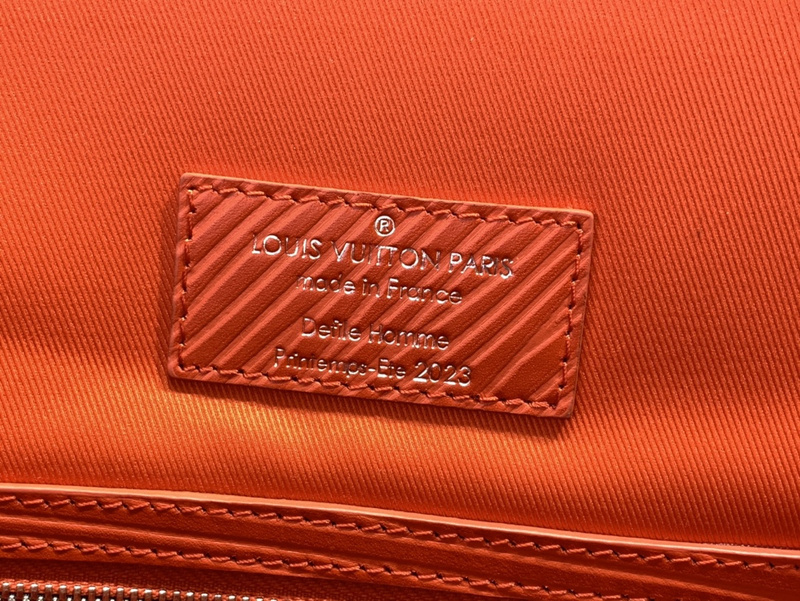 ®
LOUIS VUITTON PARIS
made in France
Defile Homme
Printemps-Ete 2023